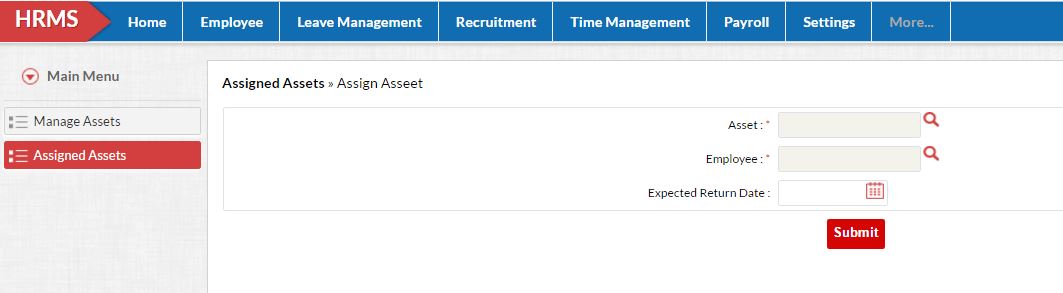 HRMS Home Employee Leave Management Recruitment Time Management Payroll Settings More...
Main Menu
Manage Assets
Assigned Assets
Assigned Assets » Assign Asseet
Asset : *
Employee : *
Expected Return Date :
Submit